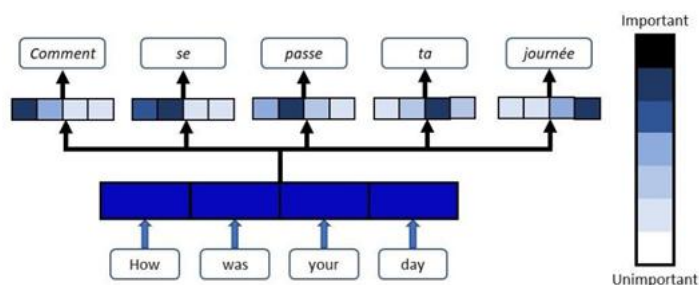 Important
Comment se passe ta journée
How was your day
Unimportant